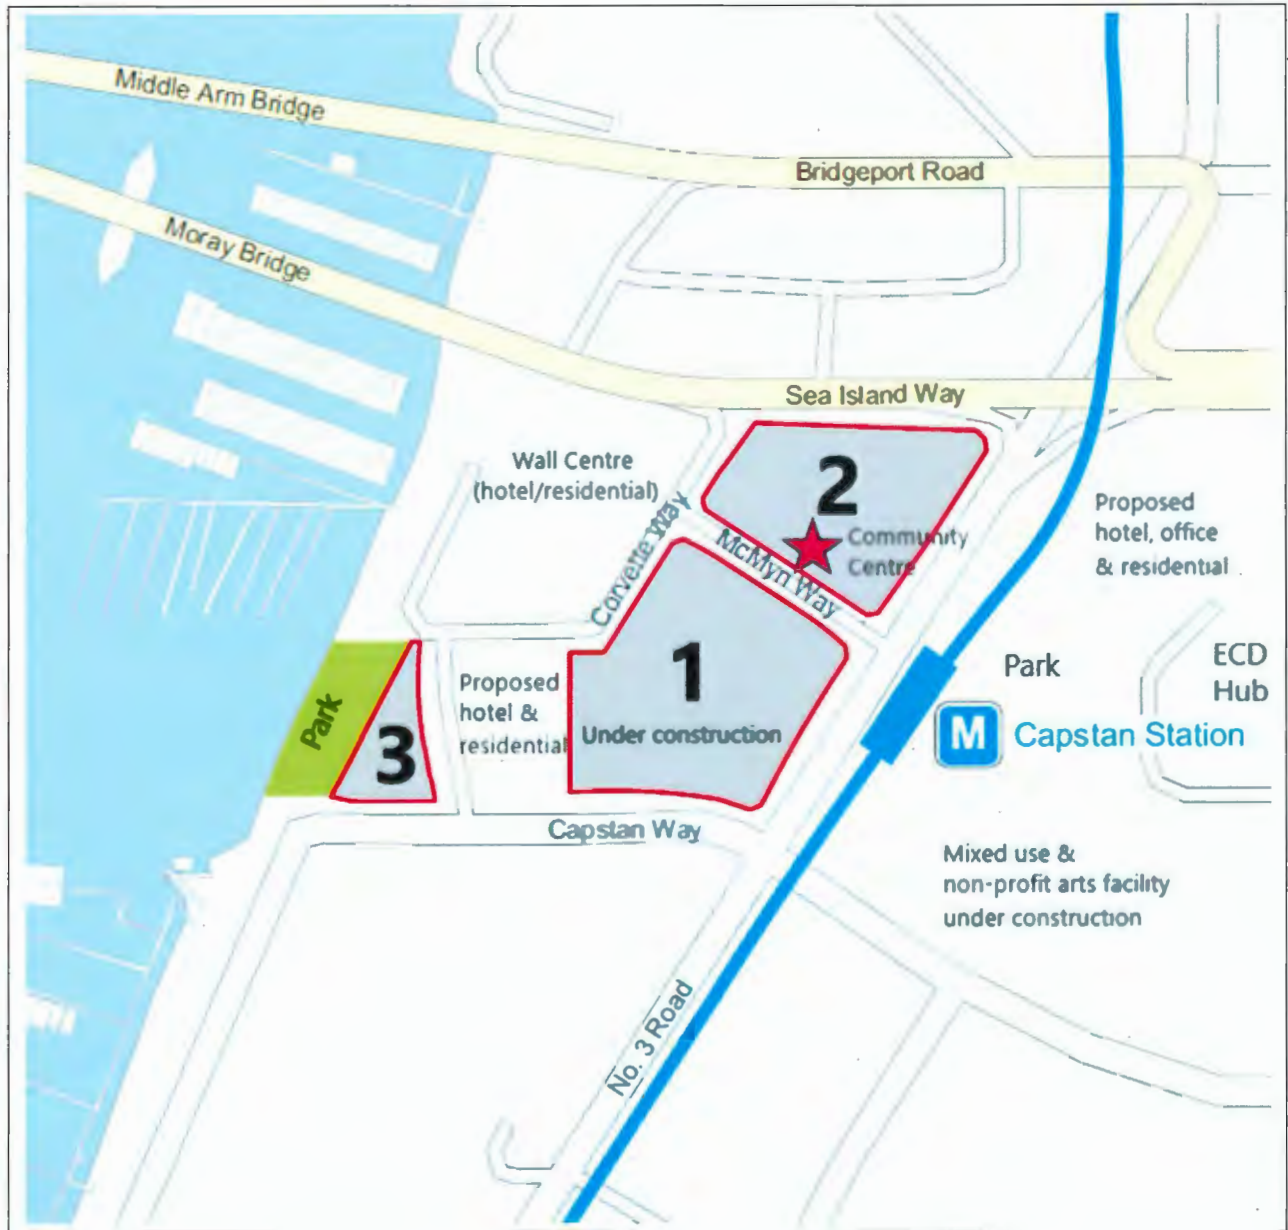 Middle Arm Bridge
Bridgeport Road
Moray Bridge
Sea Island Way
Wall Centre
(hotel/residential)
2
Community
Centre
Proposed
hotel, office
& residential
Corvette Way
McMyn Way
1
Under construction
Proposed
hotel &
residential
Park
3
Park
ECD
Hub
M Capstan Station
Capstan Way
Mixed use &
non-profit arts facility
under construction
No. 3 Road